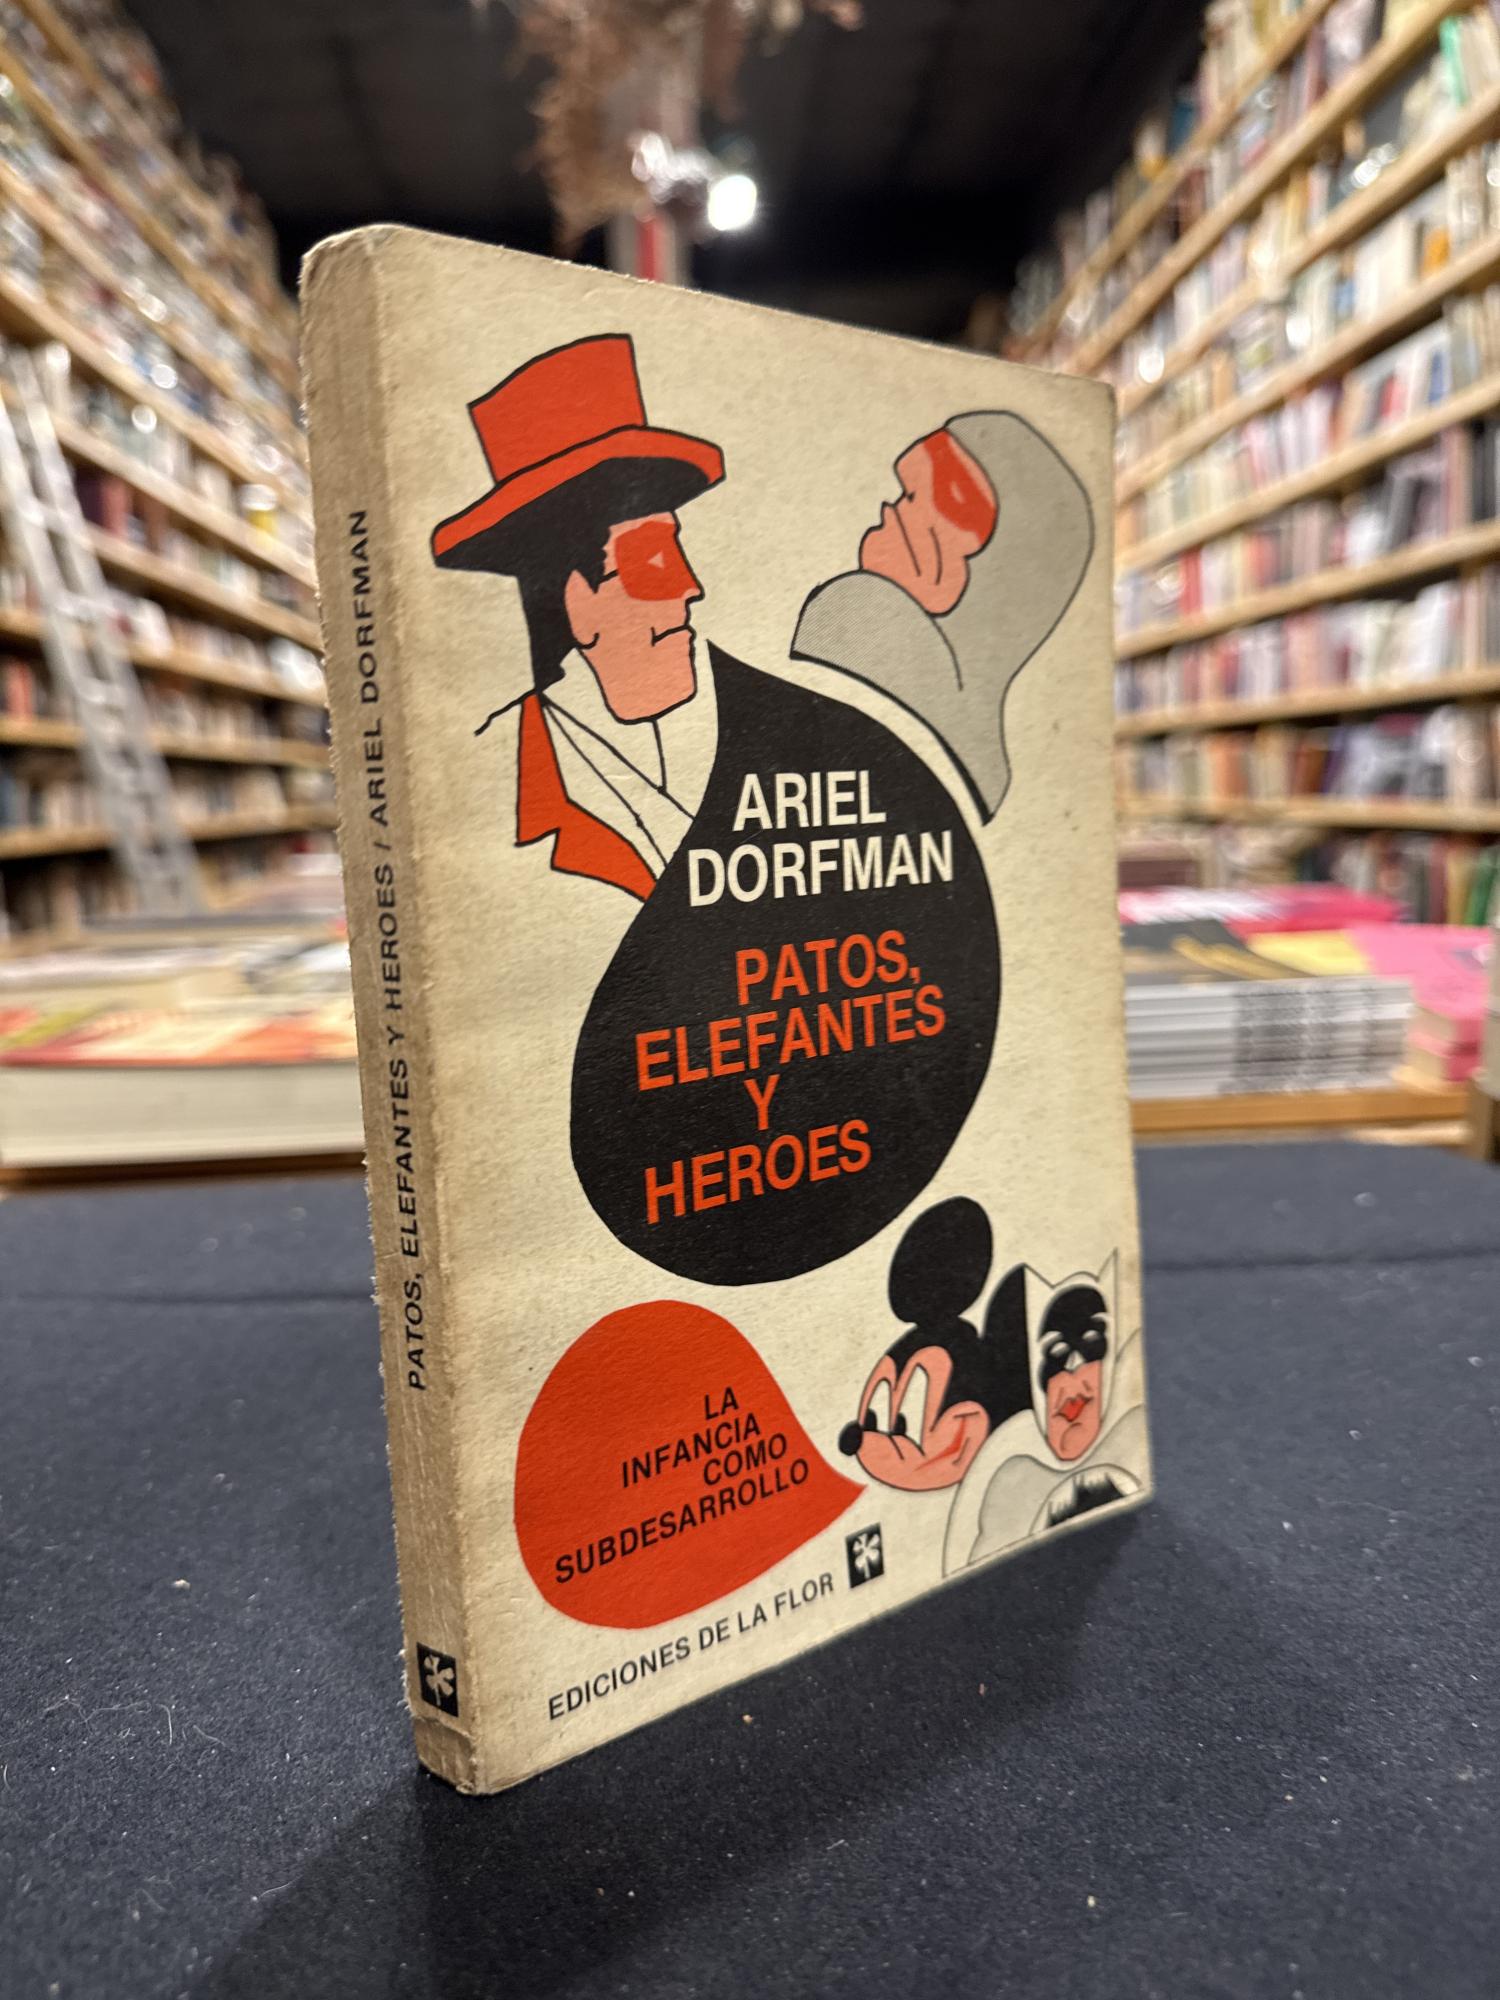 PATOS, ELEFANTES Y HEROES / ARIEL DORFMAN
ARIEL
DORFMAN
PATOS,
ELEFANTES
Y
HEROES
LA
INFANCIA
COMO
SUBDESARROLLO
EDICIONES DE LA FLOR